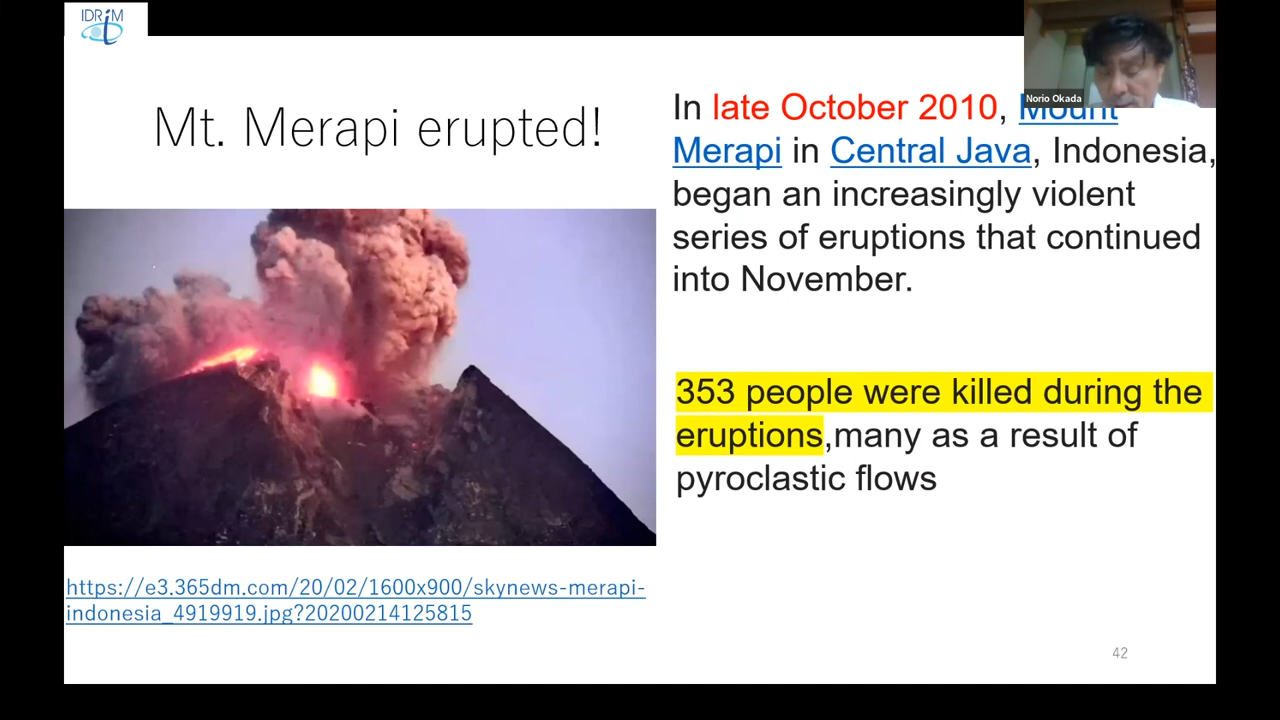 IDRiM
Norio Okada
Mt. Merapi erupted!
In late October 2010, Mount
Merapi in Central Java, Indonesia,
began an increasingly violent
series of eruptions that continued
into November.
353 people were killed during the
eruptions,many as a result of
pyroclastic flows
https://e3.365dm.com/20/02/1600x900/skynews-merapi-
indonesia_4919919.jpg?20200214125815
42